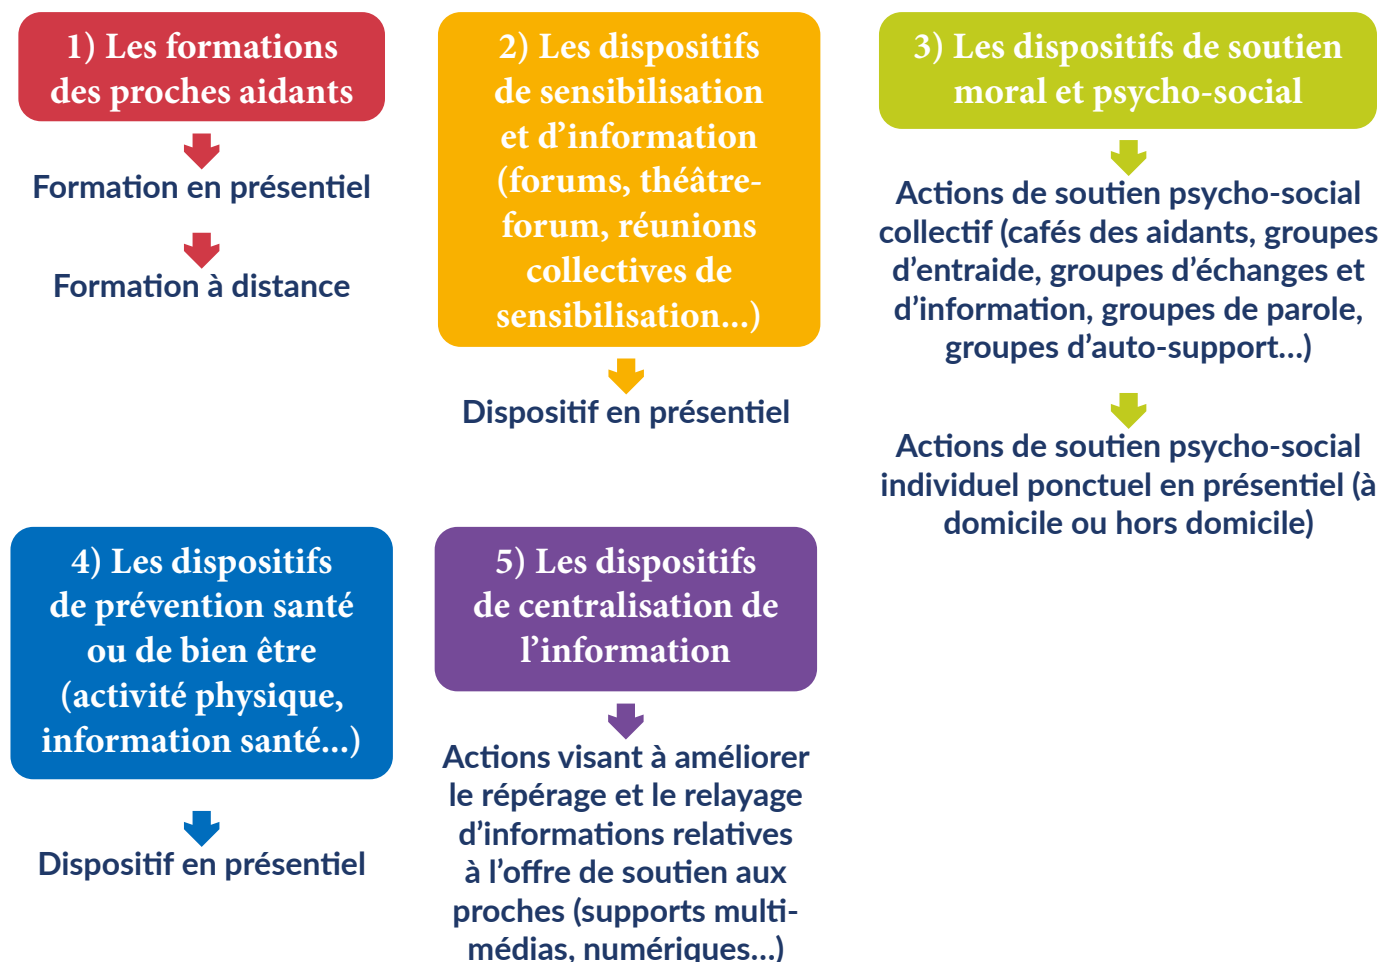 1) Les formations
des proches aidants
Formation en présentiel
Formation à distance
2) Les dispositifs
de sensibilisation
et d’information
(forums, théâtre-
forum, réunions
collectives de
sensibilisation...)
Dispositif en présentiel
3) Les dispositifs de soutien
moral et psycho-social
Actions de soutien psycho-social
collectif (cafés des aidants, groupes
d’entraide, groupes d’échanges et
d’information, groupes de parole,
groupes d’auto-support...)
Actions de soutien psycho-social
individuel ponctuel en présentiel (à
domicile ou hors domicile)
4) Les dispositifs
de prévention santé
ou de bien être
(activité physique,
information santé...)
Dispositif en présentiel
5) Les dispositifs
de centralisation de
l’information
Actions visant à améliorer
le répérage et le relayage
d’informations relatives
à l’offre de soutien aux
proches (supports multi-
médias, numériques...)